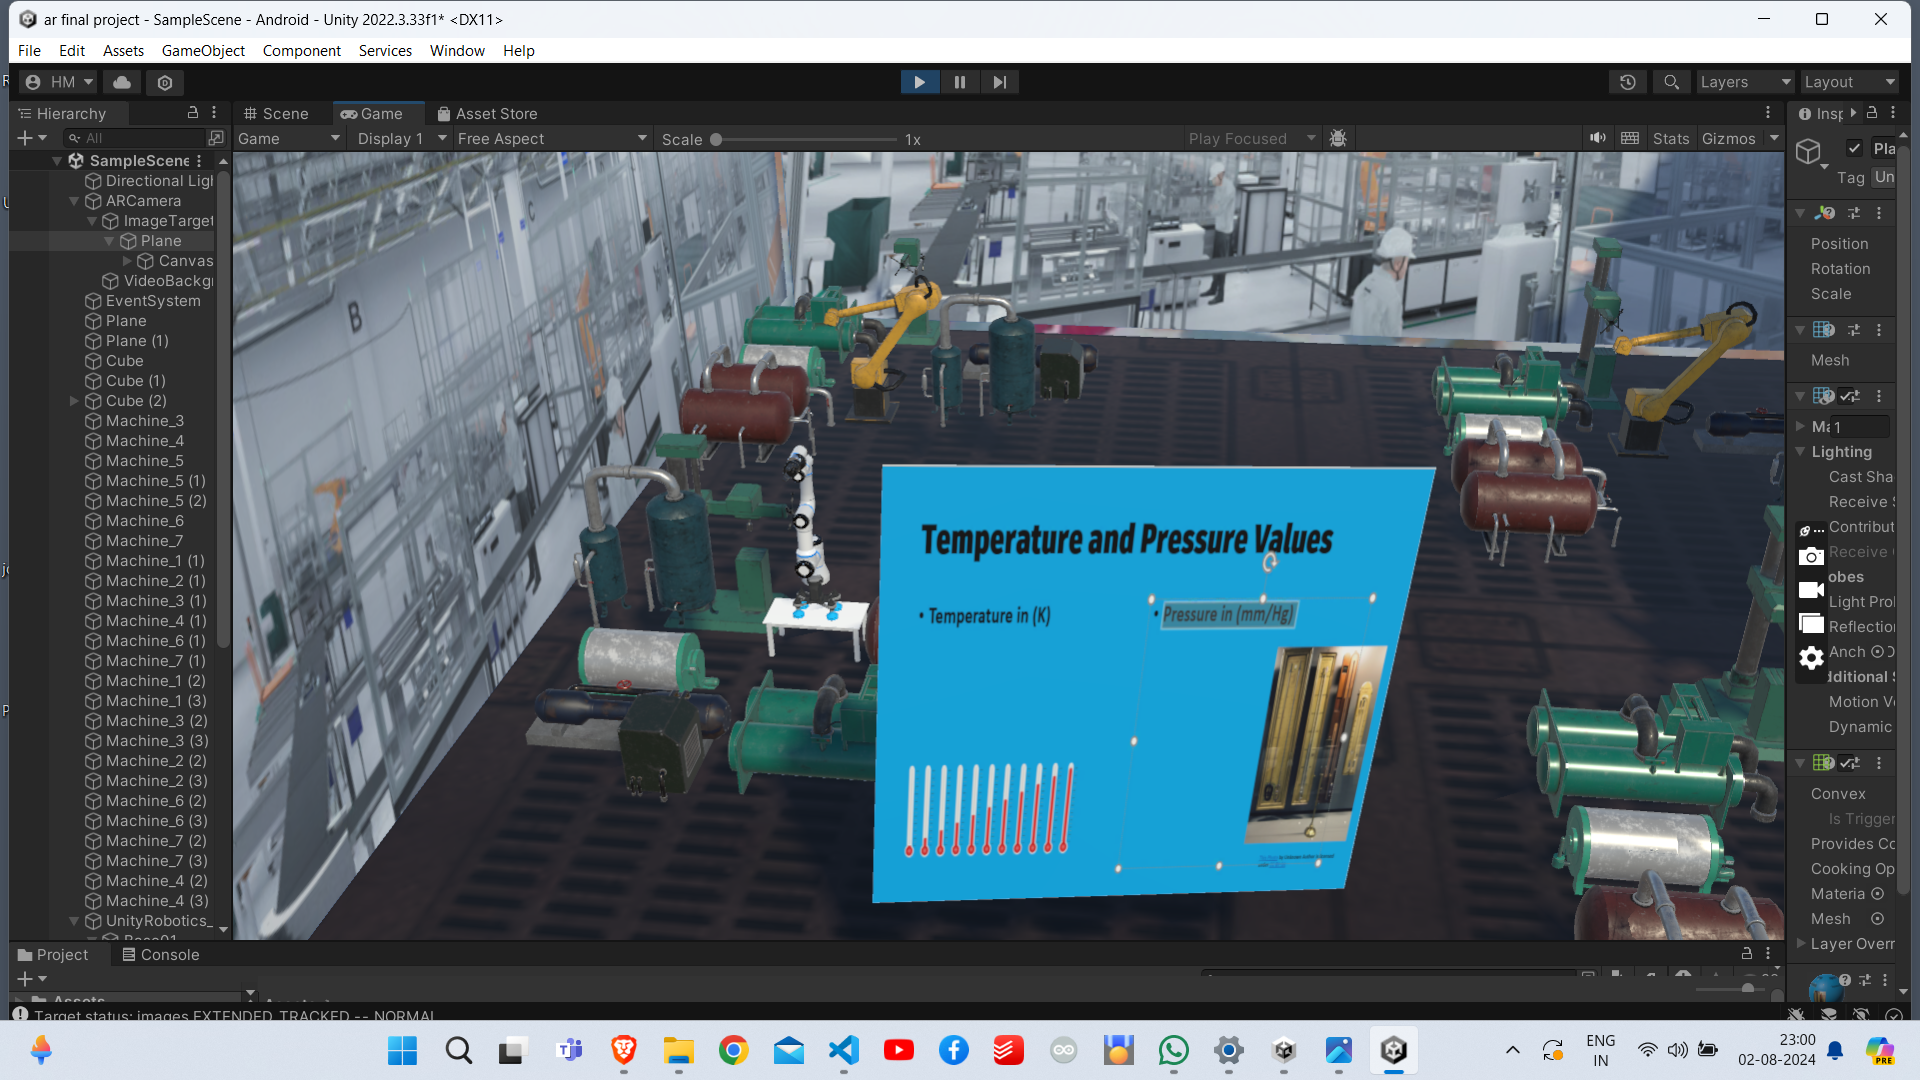 ar final project - SampleScene - Android - Unity 2022.3.33f1* <DX11>
File Edit Assets GameObject Component Services Window Help
HM
Layers Layout
Hierarchy
Scene Game Asset Store
Insp
All
Game Display 1 Free Aspect Scale 1x Play Focused Stats Gizmos
SampleScene
Directional Ligh
ARCamera
ImageTarget
Plane
Canvas
VideoBackg
EventSystem
Plane
Plane (1)
Cube
Cube (1)
Cube (2)
Machine_3
Machine_4
Machine_5
Machine_5 (1)
Machine_5 (2)
Machine_6
Machine_7
Machine_1 (1)
Machine_2 (1)
Machine_3 (1)
Machine_4 (1)
Machine_6 (1)
Machine_7 (1)
Machine_1 (2)
Machine_1 (3)
Machine_3 (2)
Machine_3 (3)
Machine_2 (2)
Machine_2 (3)
Machine_6 (2)
Machine_6 (3)
Machine_7 (2)
Machine_7 (3)
Machine_4 (2)
Machine_4 (3)
UnityRobotics_
B
C
Temperature and Pressure Values
• Temperature in (K)
• Pressure in (mm/Hg)
Pla
Tag Un
Position
Rotation
Scale
Mesh
Ma 1
Lighting
Cast Sha
Receive S
Contribut
Receive
obes
Light Prob
Reflection
Anch
dditional S
Motion Ve
Dynamic
Convex
Is Trigger
Provides Co
Cooking Op
Materia
Mesh
Layer Overr
Project Console
Assets
Target status: images EXTENDED_TRACKED -- NORMAL
ENG
IN
23:00
02-08-2024
PRE